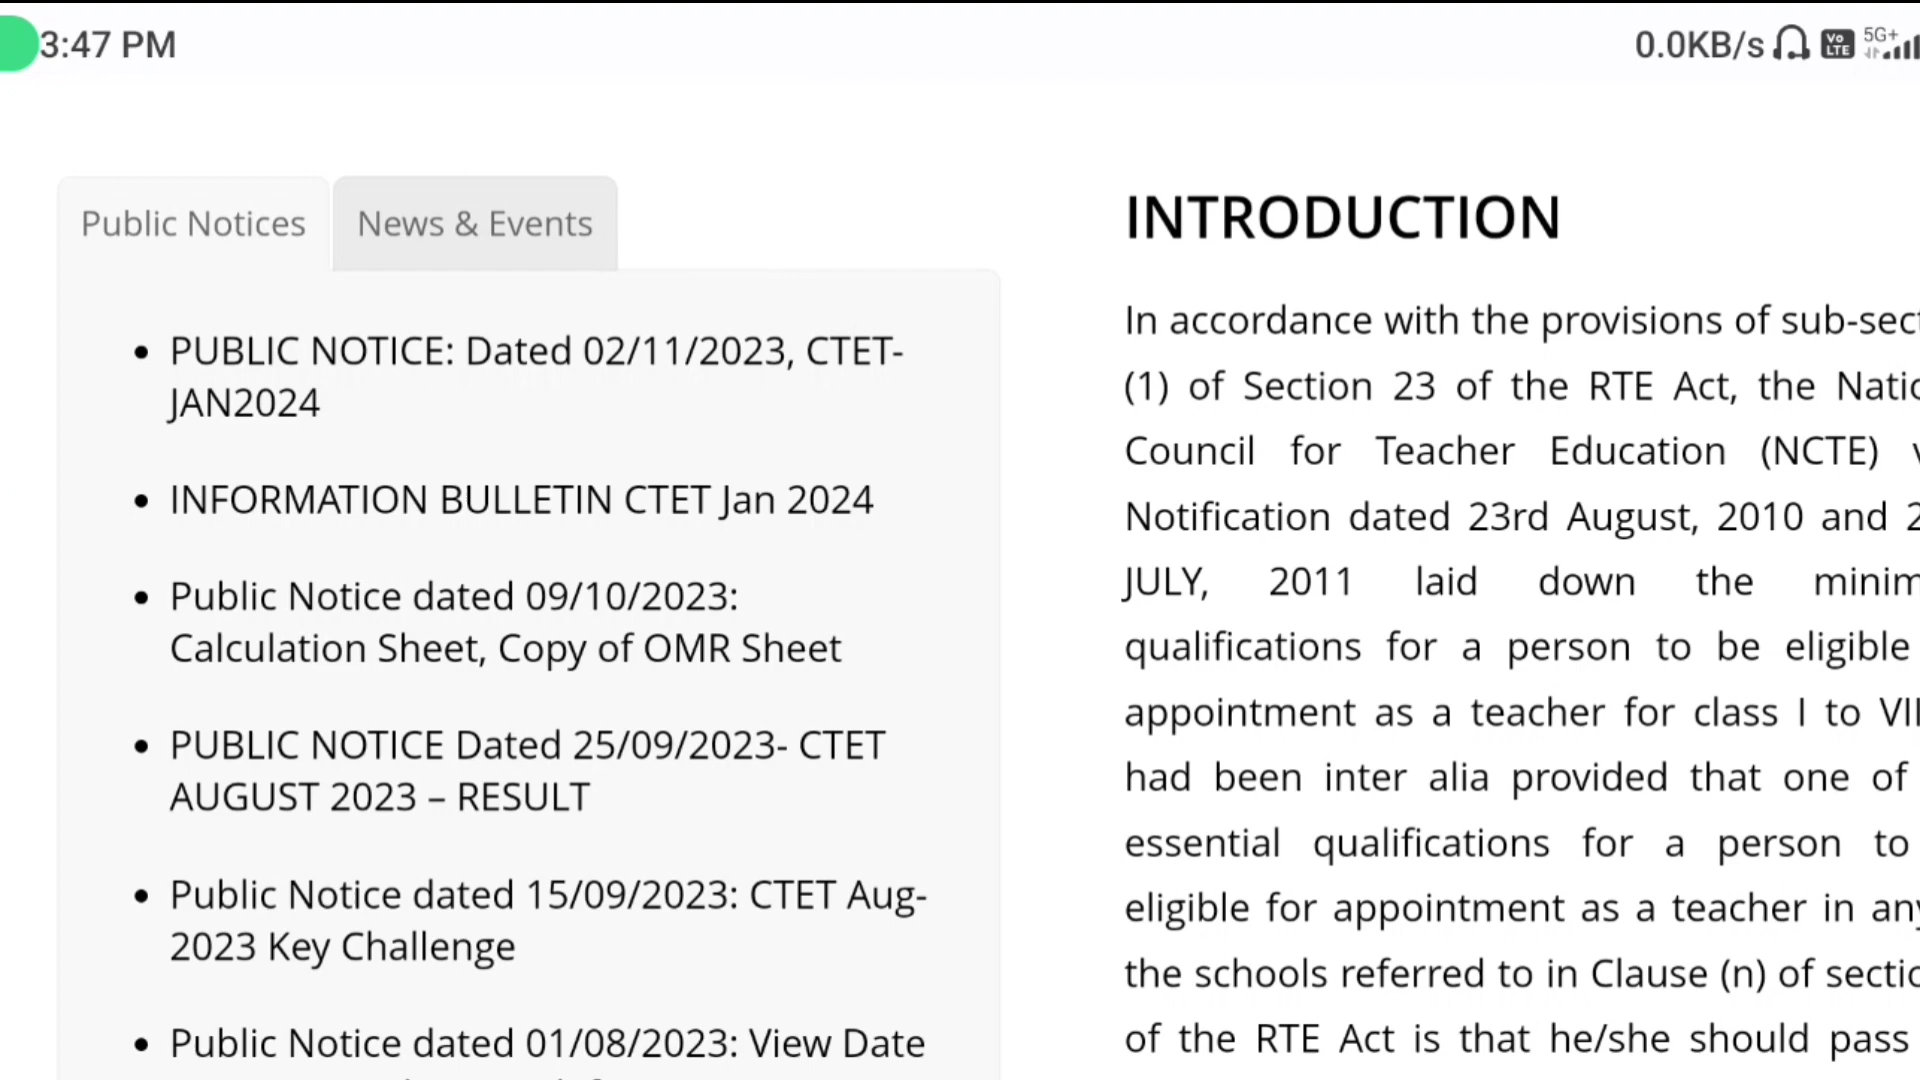 3:47 PM
0.0KB/s
Vo LTE
5G+
Public Notices
News & Events
PUBLIC NOTICE: Dated 02/11/2023, CTET-
JAN2024
INFORMATION BULLETIN CTET Jan 2024
Public Notice dated 09/10/2023:
Calculation Sheet, Copy of OMR Sheet
PUBLIC NOTICE Dated 25/09/2023- CTET
AUGUST 2023 – RESULT
Public Notice dated 15/09/2023: CTET Aug-
2023 Key Challenge
Public Notice dated 01/08/2023: View Date
INTRODUCTION
In accordance with the provisions of
(1) of Section 23 of the RTE Act, the
Council for Teacher Education (NCTE)
Notification dated 23rd August, 2010 and
JULY, 2011 laid down the
qualifications for a person to be eligible
appointment as a teacher for class I to
had been inter alia provided that one of
essential qualifications for a person to
eligible for appointment as a teacher in
the schools referred to in Clause (n) of
of the RTE Act is that he/she should pass